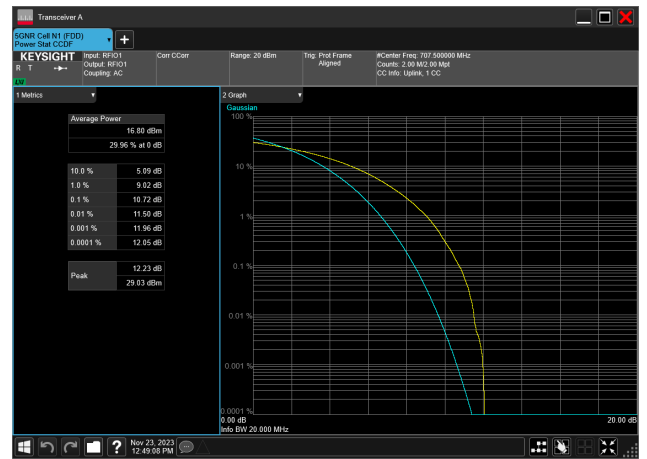 Transceiver A
5GNR Cell N1 (FDD)
Power Stat CCDF
KEYSIGHT
R T
Input: RFIO1
Output: RFIO1
Coupling: AC
Corr CCorr
Range: 20 dBm
Trig: Prot Frame
Aligned
#Center Freq: 707.500000 MHz
Counts: 2.00 M/2.00 Mpt
CC Info: Uplink, 1 CC
1 Metrics
Average Power
16.80 dBm
29.96 % at 0 dB
10.0 % 5.09 dB
1.0 % 9.02 dB
0.1 % 10.72 dB
0.01 % 11.50 dB
0.001 % 11.96 dB
0.0001 % 12.05 dB
Peak
12.23 dB
29.03 dBm
2 Graph
Gaussian
100 %
10 %
1 %
0.1 %
0.01 %
0.001 %
0.0001 %
0.00 dB
20.00 dB
Info BW 20.000 MHz
Nov 23, 2023
12:49:08 PM